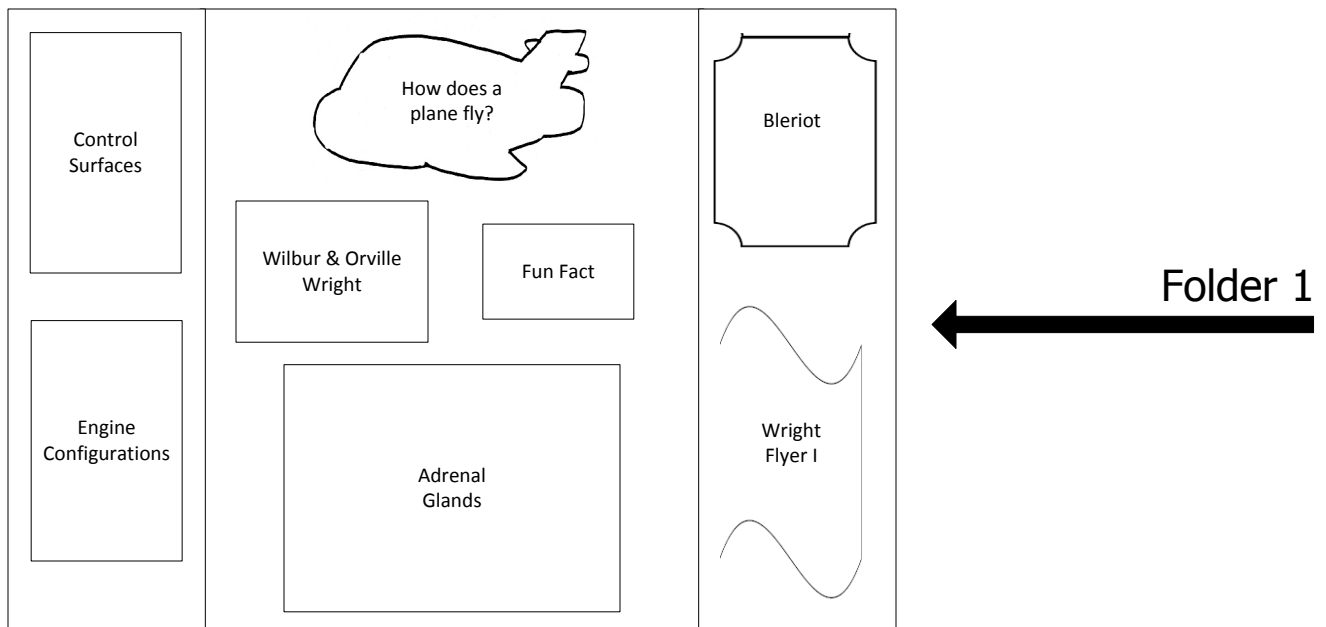 Control
Surfaces
Engine
Configurations
How does a
plane fly?
Wilbur & Orville
Wright
Fun Fact
Adrenal
Glands
Bleriot
Wright
Flyer I
Folder 1